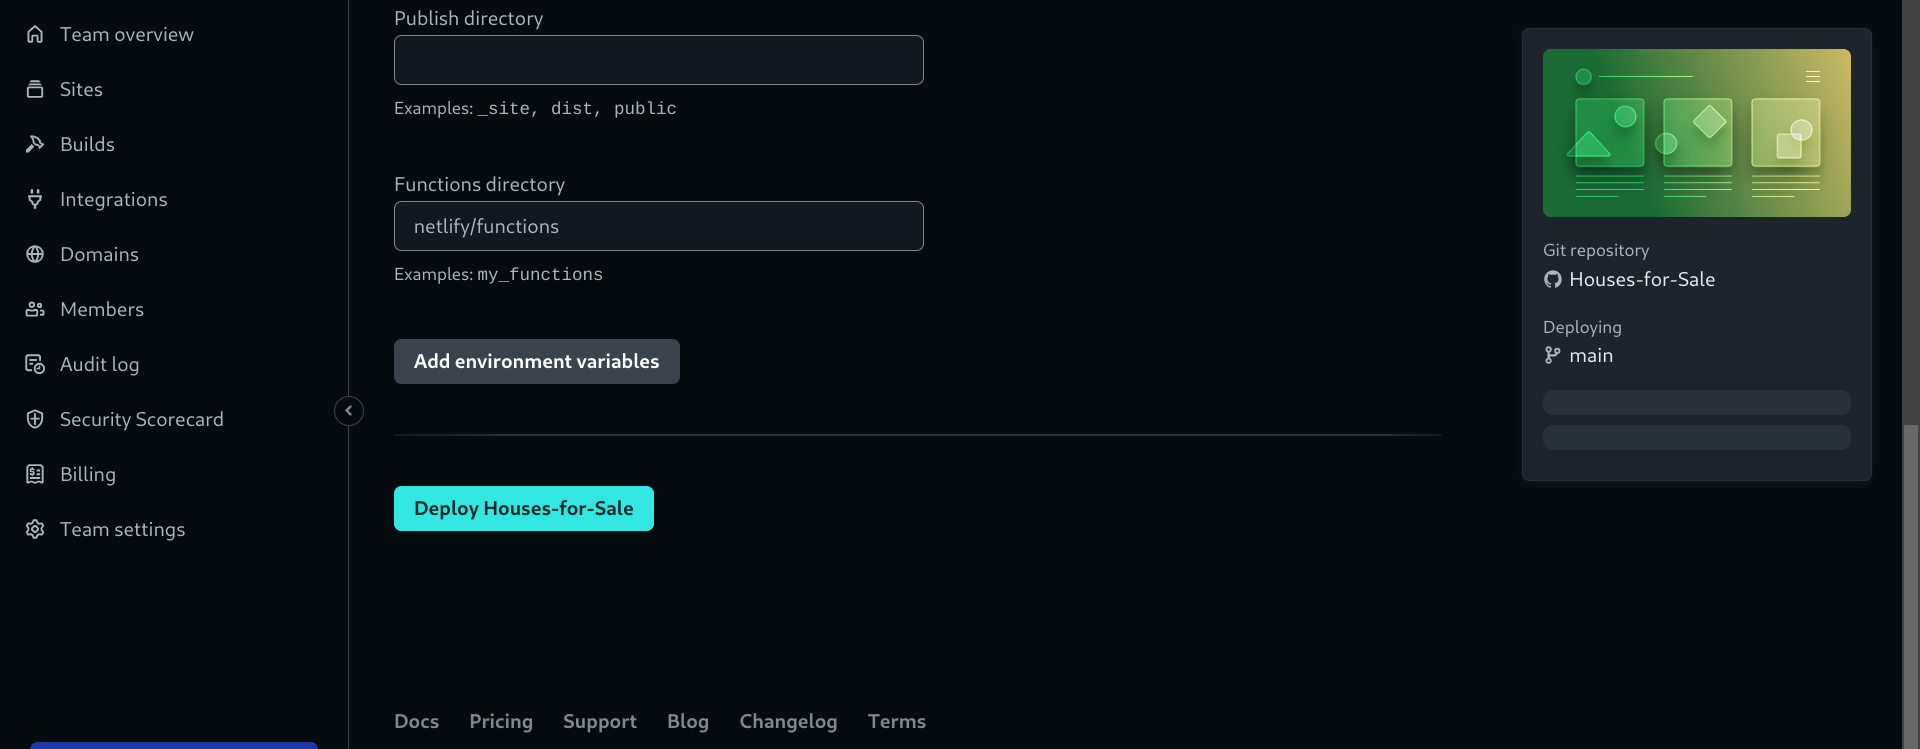 Team overview
Sites
Builds
Integrations
Domains
Members
Audit log
Security Scorecard
Billing
Team settings
Publish directory
Examples: _site, dist, public
Functions directory
netlify/functions
Examples: my_functions
Add environment variables
Deploy Houses-for-Sale
Docs Pricing Support Blog Changelog Terms
Git repository
Houses-for-Sale
Deploying
main